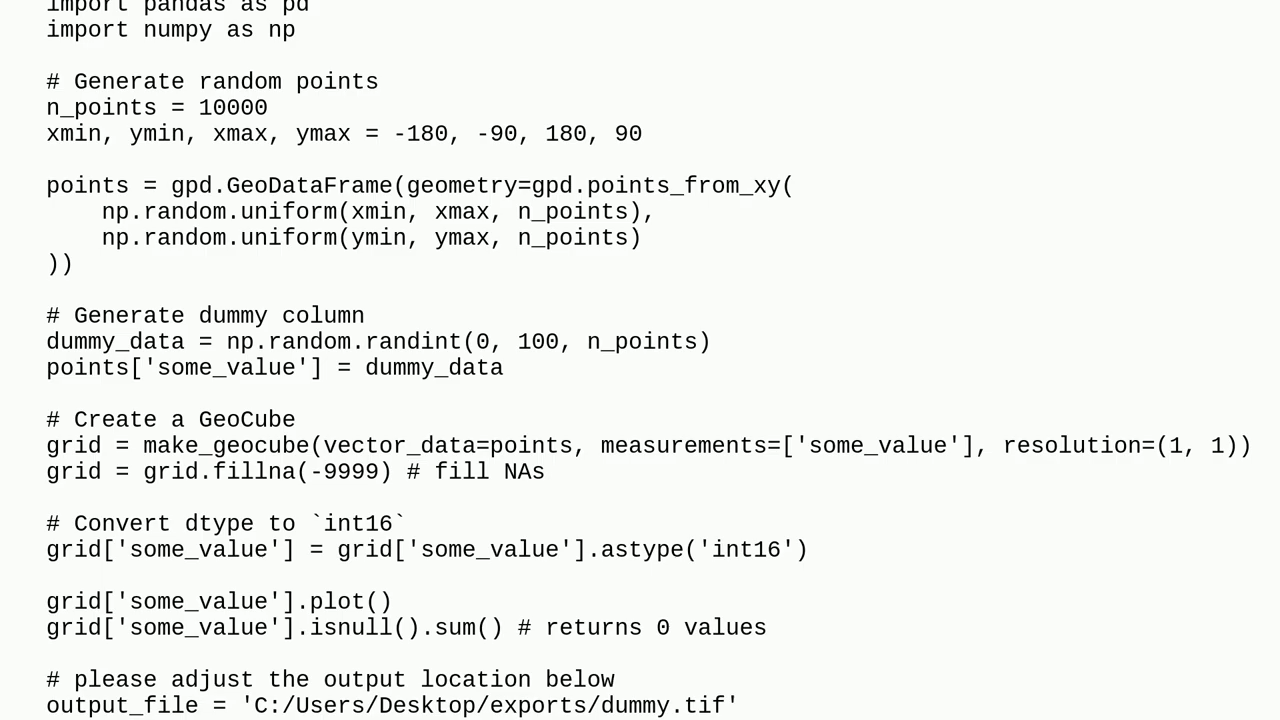 import pandas as pd
import numpy as np
# Generate random points
n_points = 10000
xmin, ymin, xmax, ymax = -180, -90, 180, 90
points = gpd.GeoDataFrame(geometry=gpd.points_from_xy(
    np.random.uniform(xmin, xmax, n_points),
    np.random.uniform(ymin, ymax, n_points)
))
# Generate dummy column
dummy_data = np.random.randint(0, 100, n_points)
points['some_value'] = dummy_data
# Create a GeoCube
grid = make_geocube(vector_data=points, measurements=['some_value'], resolution=(1, 1))
grid = grid.fillna(-9999) # fill NAs
# Convert dtype to `int16`
grid['some_value'] = grid['some_value'].astype('int16')
grid['some_value'].plot()
grid['some_value'].isnull().sum() # returns 0 values
# please adjust the output location below
output_file = 'C:/Users/Desktop/exports/dummy.tif'